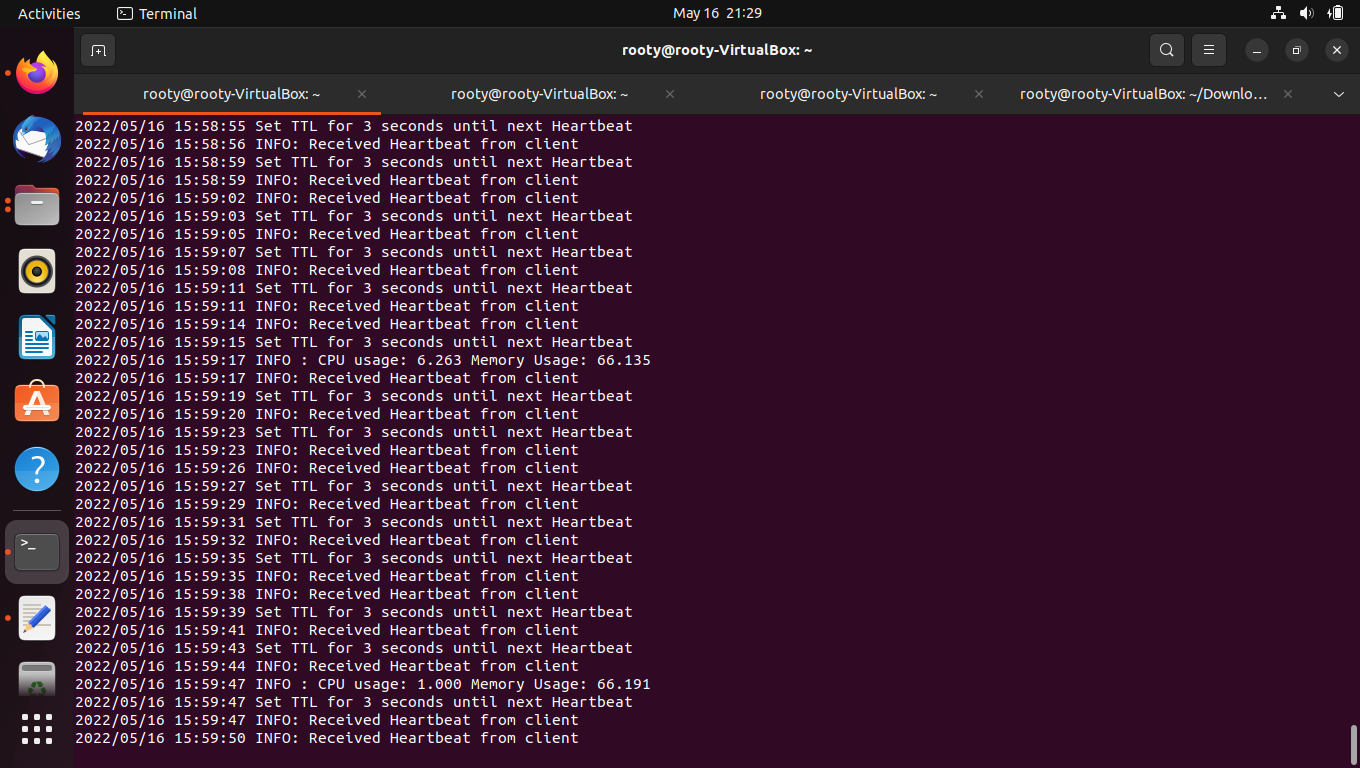 Activities Terminal May 16 21:29
rooty@rooty-VirtualBox: ~
rooty@rooty-VirtualBox: ~ rooty@rooty-VirtualBox: ~ rooty@rooty-VirtualBox: ~ rooty@rooty-VirtualBox: ~/Downlo...
2022/05/16 15:58:55 Set TTL for 3 seconds until next Heartbeat
2022/05/16 15:58:56 INFO: Received Heartbeat from client
2022/05/16 15:58:59 Set TTL for 3 seconds until next Heartbeat
2022/05/16 15:58:59 INFO: Received Heartbeat from client
2022/05/16 15:59:02 INFO: Received Heartbeat from client
2022/05/16 15:59:03 Set TTL for 3 seconds until next Heartbeat
2022/05/16 15:59:05 INFO: Received Heartbeat from client
2022/05/16 15:59:07 Set TTL for 3 seconds until next Heartbeat
2022/05/16 15:59:08 INFO: Received Heartbeat from client
2022/05/16 15:59:11 Set TTL for 3 seconds until next Heartbeat
2022/05/16 15:59:11 INFO: Received Heartbeat from client
2022/05/16 15:59:14 INFO: Received Heartbeat from client
2022/05/16 15:59:15 Set TTL for 3 seconds until next Heartbeat
2022/05/16 15:59:17 INFO : CPU usage: 6.263 Memory Usage: 66.135
2022/05/16 15:59:17 INFO: Received Heartbeat from client
2022/05/16 15:59:19 Set TTL for 3 seconds until next Heartbeat
2022/05/16 15:59:20 INFO: Received Heartbeat from client
2022/05/16 15:59:23 Set TTL for 3 seconds until next Heartbeat
2022/05/16 15:59:23 INFO: Received Heartbeat from client
2022/05/16 15:59:26 INFO: Received Heartbeat from client
2022/05/16 15:59:27 Set TTL for 3 seconds until next Heartbeat
2022/05/16 15:59:29 INFO: Received Heartbeat from client
2022/05/16 15:59:31 Set TTL for 3 seconds until next Heartbeat
2022/05/16 15:59:32 INFO: Received Heartbeat from client
2022/05/16 15:59:35 Set TTL for 3 seconds until next Heartbeat
2022/05/16 15:59:35 INFO: Received Heartbeat from client
2022/05/16 15:59:38 INFO: Received Heartbeat from client
2022/05/16 15:59:39 Set TTL for 3 seconds until next Heartbeat
2022/05/16 15:59:41 INFO: Received Heartbeat from client
2022/05/16 15:59:43 Set TTL for 3 seconds until next Heartbeat
2022/05/16 15:59:44 INFO: Received Heartbeat from client
2022/05/16 15:59:47 INFO : CPU usage: 1.000 Memory Usage: 66.191
2022/05/16 15:59:47 Set TTL for 3 seconds until next Heartbeat
2022/05/16 15:59:47 INFO: Received Heartbeat from client
2022/05/16 15:59:50 INFO: Received Heartbeat from client